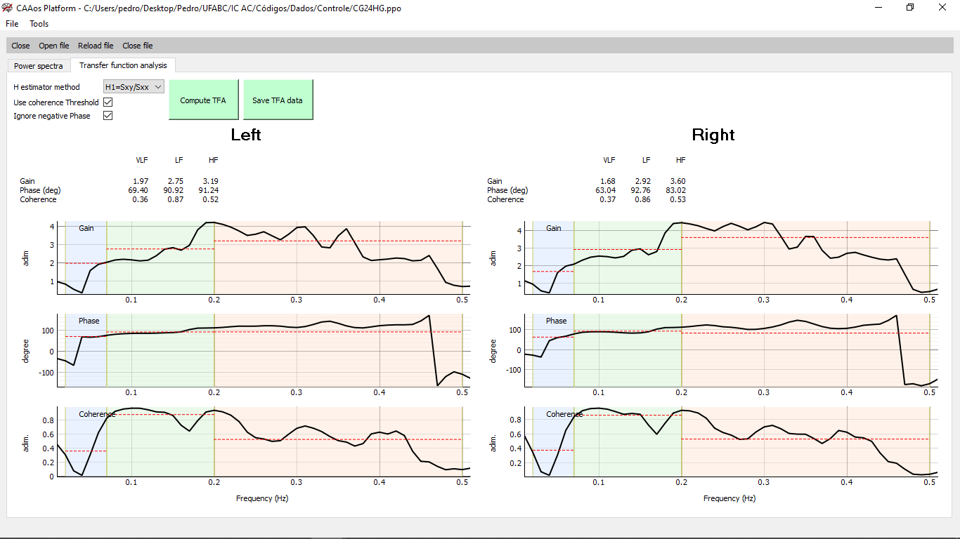 CAAos Platform - C:/Users/pedro/Desktop/Pedro/UFABC/IC AC/Códigos/Dados/Controle/CG24HG.ppo
File Tools
Close Open file Reload file Close file
Power spectra Transfer function analysis
H estimator method H1=Sxy/Sxx
Use coherence Threshold
Ignore negative Phase
Compute TFA
Save TFA data
Left
VLF LF HF
Gain 1.97 2.75 3.19
Phase (deg) 69.40 90.92 91.24
Coherence 0.36 0.87 0.52
Gain
adm
4
3
2
1
0.1 0.2 0.3 0.4 0.5
Phase
degree
100
0
-100
0.1 0.2 0.3 0.4 0.5
Coherence
adm.
0.8
0.6
0.4
0.2
0
0.1 0.2 0.3 0.4 0.5
Frequency (Hz)
Right
VLF LF HF
Gain 1.68 2.92 3.60
Phase (deg) 63.04 92.76 83.02
Coherence 0.37 0.86 0.53
Gain
adm
4
3
2
1
0.1 0.2 0.3 0.4 0.5
Phase
degree
100
0
-100
0.1 0.2 0.3 0.4 0.5
Coherence
adm.
0.8
0.6
0.4
0.2
0.1 0.2 0.3 0.4 0.5
Frequency (Hz)